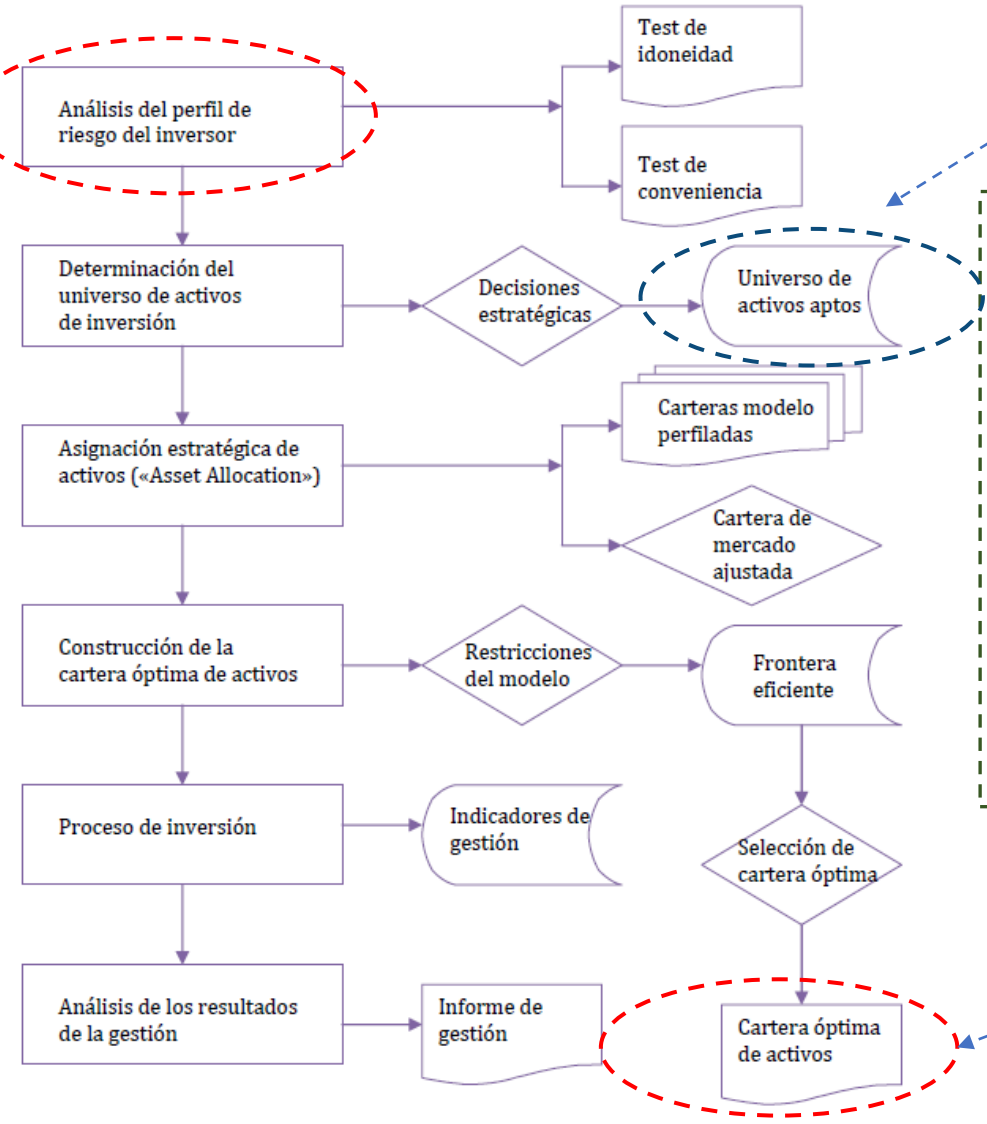 Test de
idoneidad
Análisis del perfil de
riesgo del inversor
Test de
conveniencia
Determinación del
universo de activos
de inversión
Decisiones
estratégicas
Universo de
activos aptos
Asignación estratégica de
activos («Asset Allocation»)
Carteras modelo
perfiladas
Cartera de
mercado
ajustada
Construcción de la
cartera óptima de activos
Restricciones
del modelo
Frontera
eficiente
Proceso de inversión
Indicadores de
gestión
Selección de
cartera óptima
Análisis de los resultados
de la gestión
Informe de
gestión
Cartera óptima
de activos